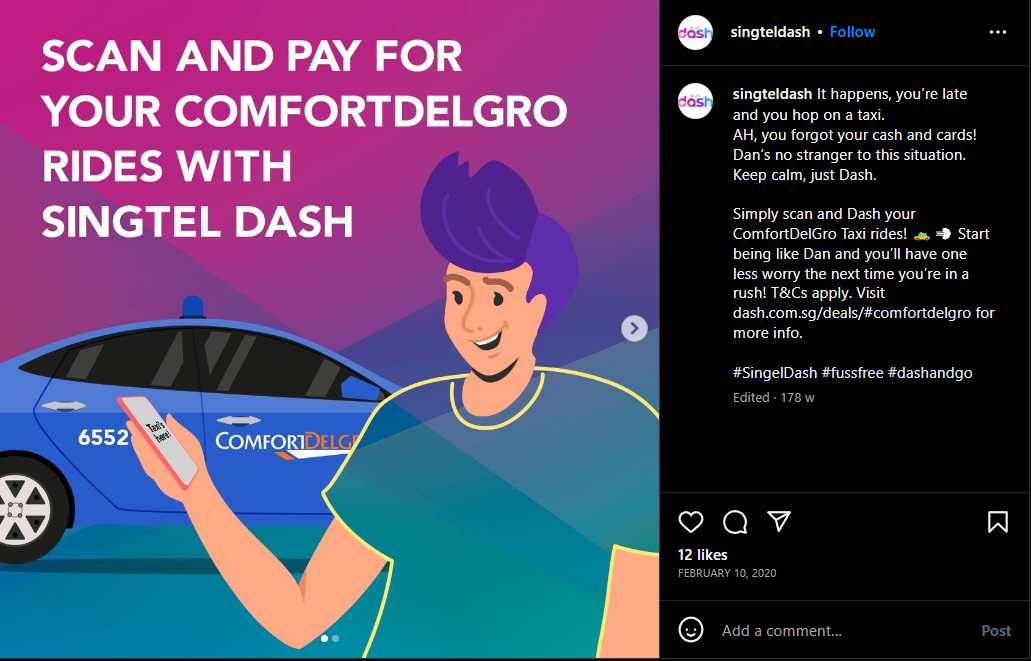 SCAN AND PAY FOR
YOUR COMFORTDELGRO
RIDES WITH
SINGTEL DASH
6552
Taxi's
here!
COMFORTDELG
dash
singteldash • Follow
dash
singteldash It happens, you're late
and you hop on a taxi.
AH, you forgot your cash and cards!
Dan's no stranger to this situation.
Keep calm, just Dash.
Simply scan and Dash your
ComfortDelGro Taxi rides! 🚕 💨 Start
being like Dan and you'll have one
less worry the next time you're in a
rush! T&Cs apply. Visit
dash.com.sg/deals/#comfortdelgro for
more info.
#SingelDash #fussfree #dashandgo
Edited · 178 w
12 likes
FEBRUARY 10, 2020
Add a comment...
Post